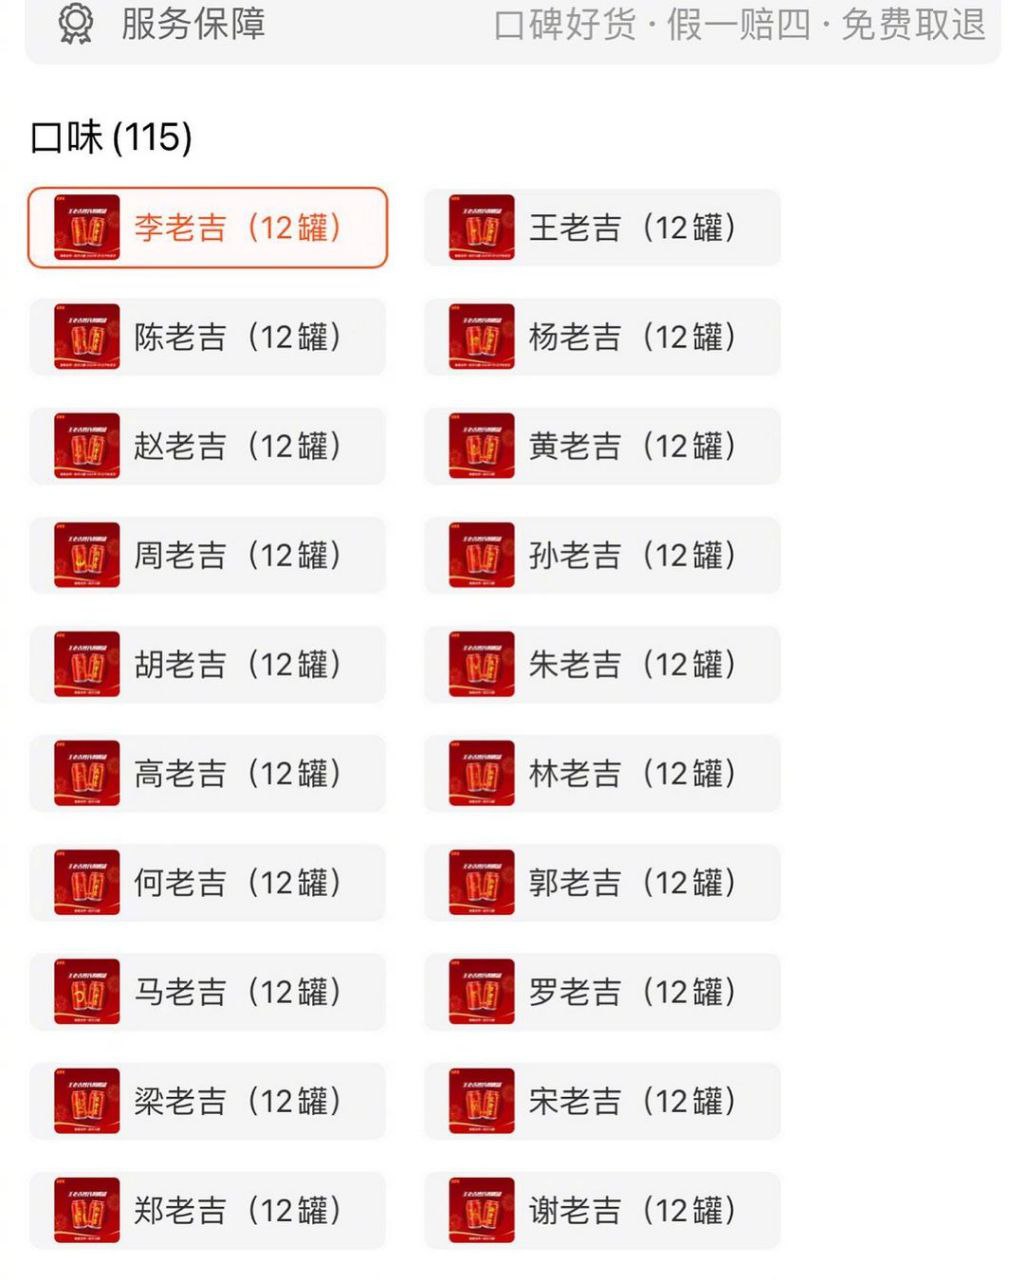 服务保障 口碑好货 · 假一赔四 · 免费取退
口味 (115)
李老吉（12罐） 王老吉（12罐）
陈老吉（12罐） 杨老吉（12罐）
赵老吉（12罐） 黄老吉（12罐）
周老吉（12罐） 孙老吉（12罐）
胡老吉（12罐） 朱老吉（12罐）
高老吉（12罐） 林老吉（12罐）
何老吉（12罐） 郭老吉（12罐）
马老吉（12罐） 罗老吉（12罐）
梁老吉（12罐） 宋老吉（12罐）
郑老吉（12罐） 谢老吉（12罐）